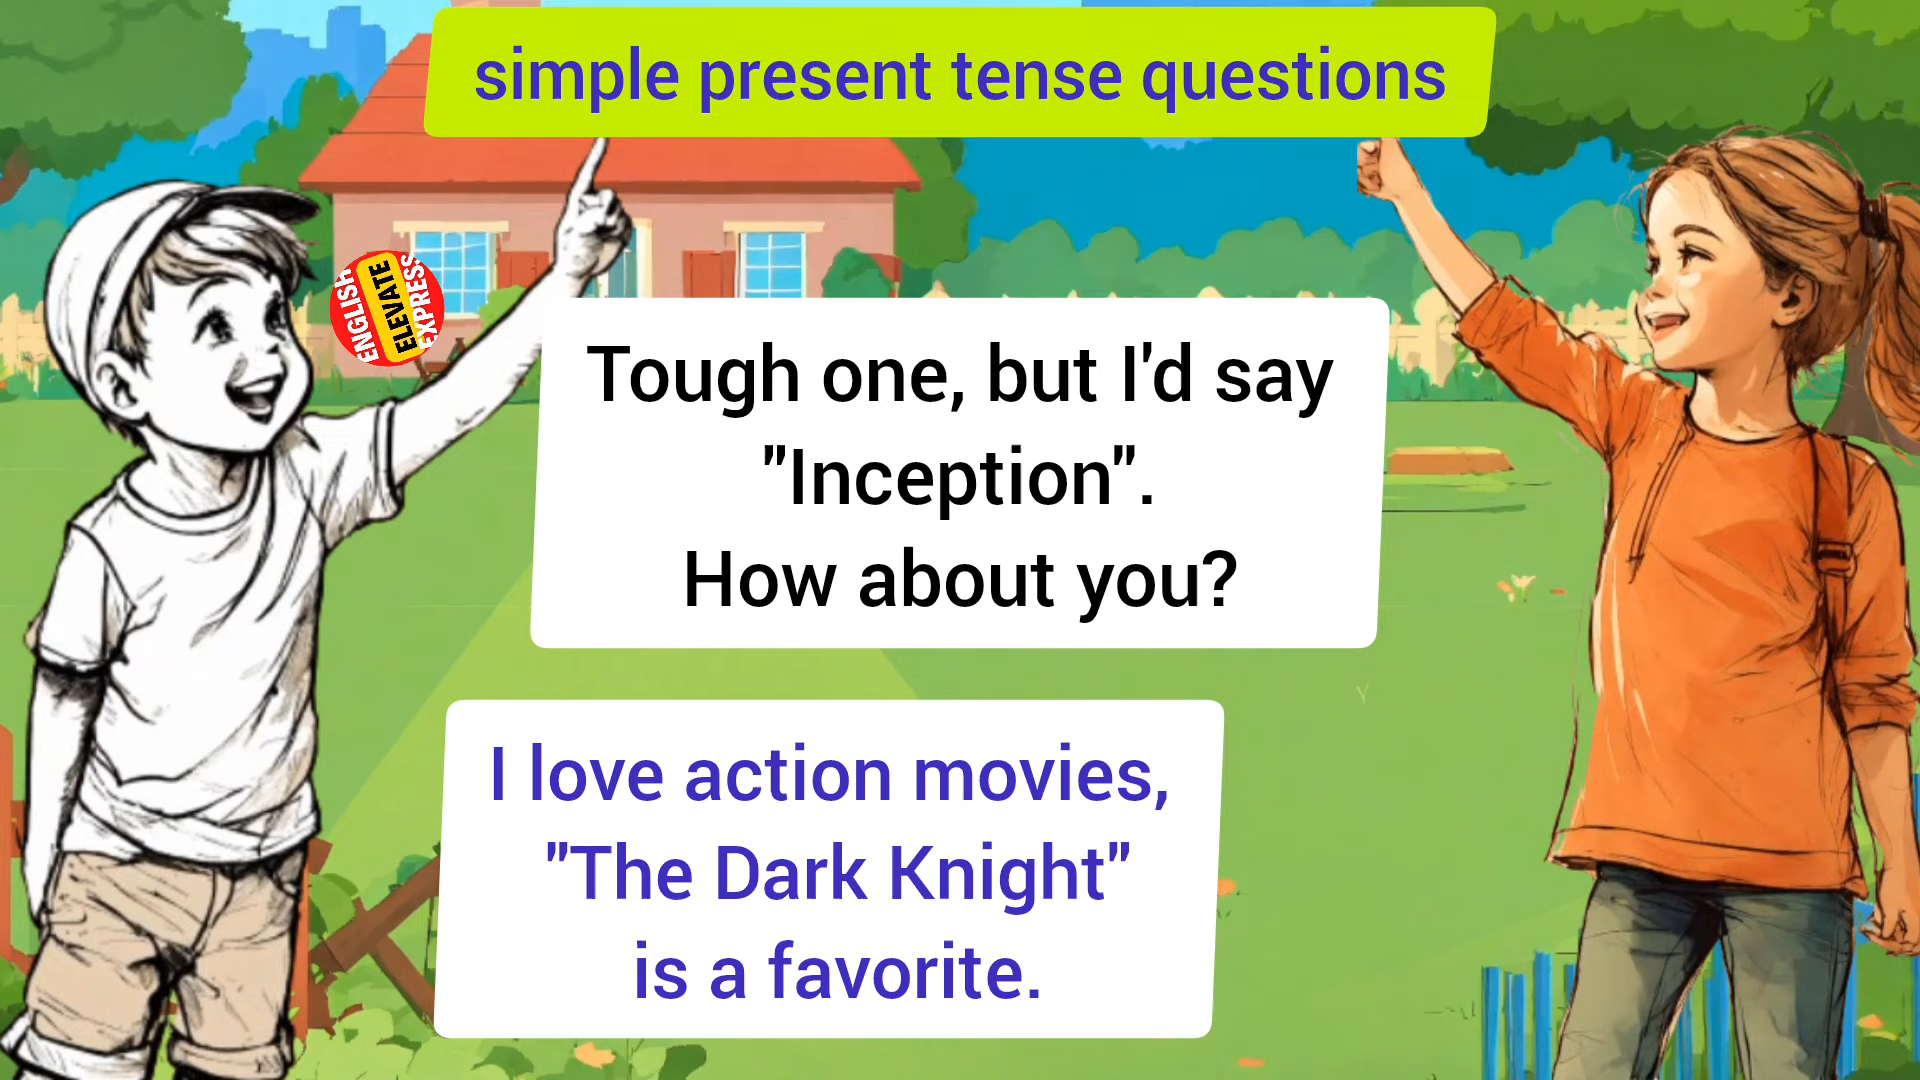 simple present tense questions
ENGLISH
ELEVATE
EXPRESS
Tough one, but I'd say
"Inception".
How about you?
I love action movies,
"The Dark Knight"
is a favorite.